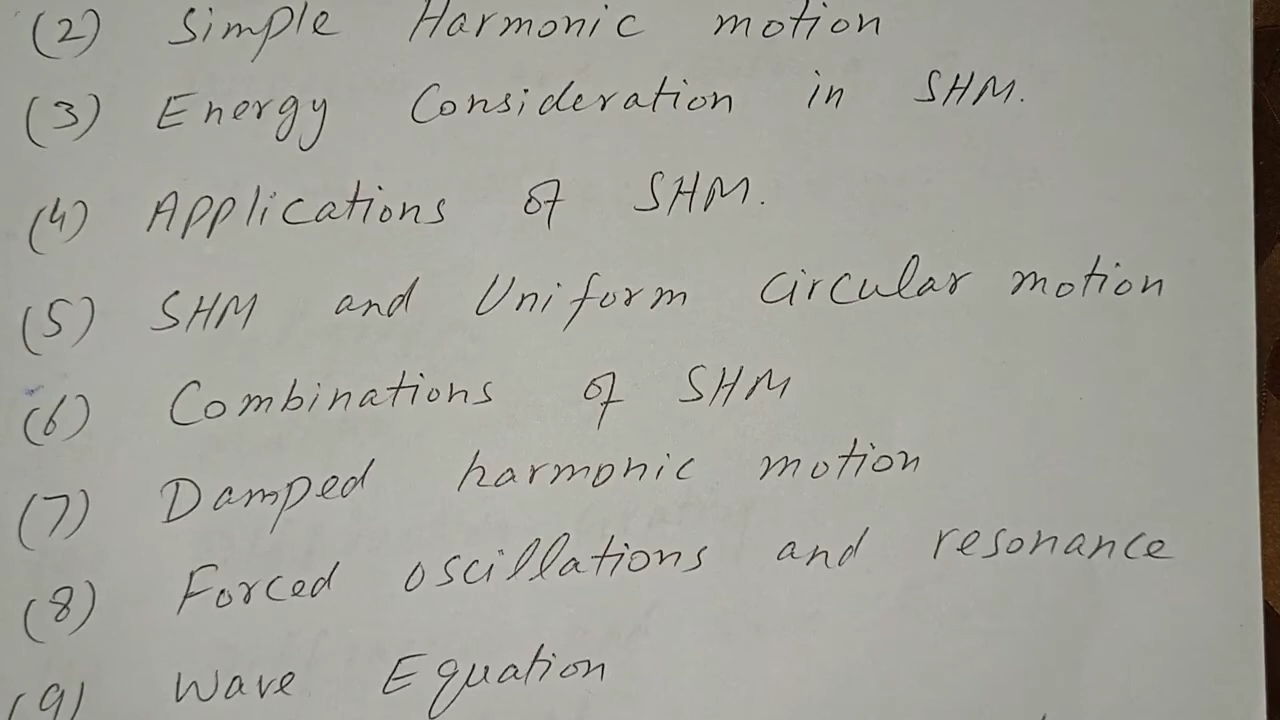 (2) Simple Harmonic motion
(3) Energy Consideration in SHM.
(4) Applications of SHM.
(5) SHM and Uniform circular motion
(6) Combinations of SHM
(7) Damped harmonic motion
(8) Forced oscillations and resonance
(9) Wave Equation